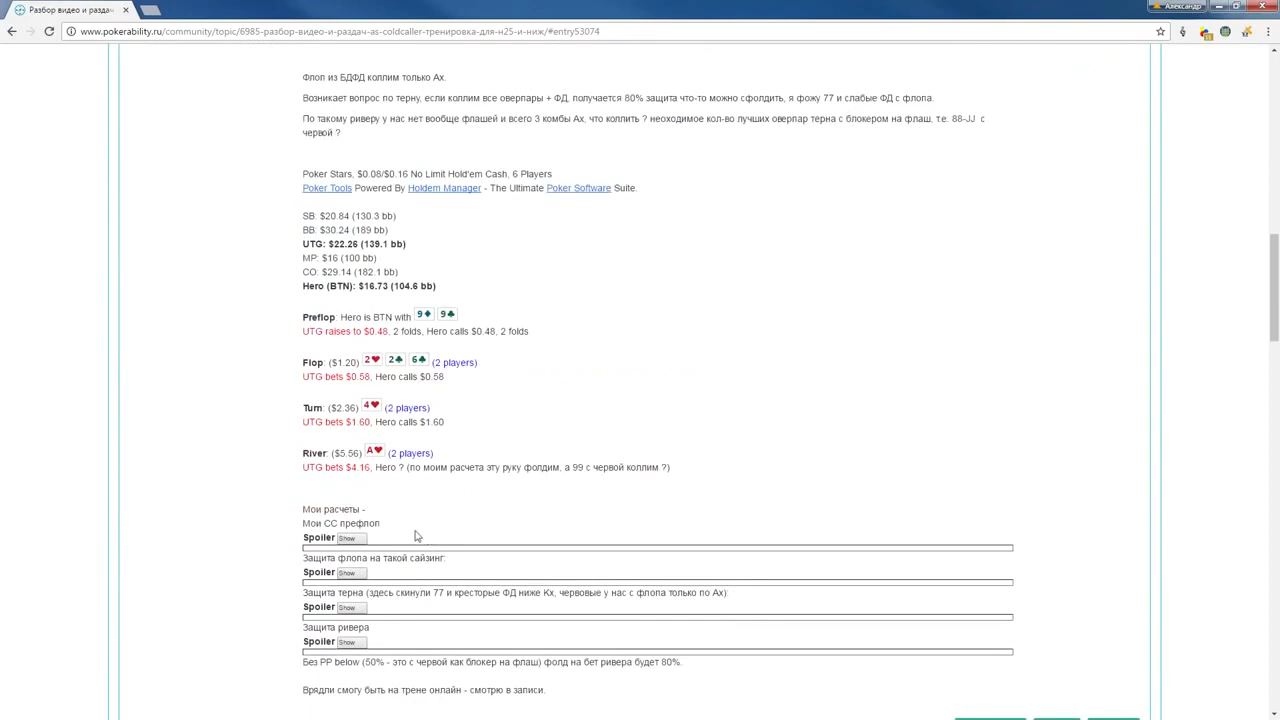 Разбор видео и раздач
Александр
www.pokerability.ru/community/topic/6985-разбор-видео-и-раздач-as-coldcaller-тренировка-для-н25-и-ниж/#entry53074
Флоп из БДФД коллим только Ах.
Возникает вопрос по терну, если коллим все оверпары + ФД, получается 80% защита что-то можно сфолдить, я фожу 77 и слабые ФД с флопа.
По такому риверу у нас нет вообще флашей и всего 3 комбы Ах, что коллить ? неоходимое кол-во лучших оверпар терна с блокером на флаш, т.е. 88-JJ с
червой ?
Poker Stars, $0.08/$0.16 No Limit Hold'em Cash, 6 Players
Poker Tools Powered By Holdem Manager - The Ultimate Poker Software Suite.
SB: $20.84 (130.3 bb)
BB: $30.24 (189 bb)
UTG: $22.26 (139.1 bb)
MP: $16 (100 bb)
CO: $29.14 (182.1 bb)
Hero (BTN): $16.73 (104.6 bb)
Preflop: Hero is BTN with 9♦ 9♣
UTG raises to $0.48, 2 folds, Hero calls $0.48, 2 folds
Flop: ($1.20) 2♥ 2♣ 6♣ (2 players)
UTG bets $0.58, Hero calls $0.58
Turn: ($2.36) 4♥ (2 players)
UTG bets $1.60, Hero calls $1.60
River: ($5.56) A♥ (2 players)
UTG bets $4.16, Hero ? (по моим расчета эту руку фолдим, а 99 с червой коллим ?)
Мои расчеты -
Мои СС префлоп
Spoiler Show
Защита флопа на такой сайзинг:
Spoiler Show
Защита терна (здесь скинули 77 и кресторые ФД ниже Кх, червовые у нас с флопа только по Ах):
Spoiler Show
Защита ривера
Spoiler Show
Без PP below (50% - это с червой как блокер на флаш) фолд на бет ривера будет 80%.
Врядли смогу быть на трене онлайн - смотрю в записи.